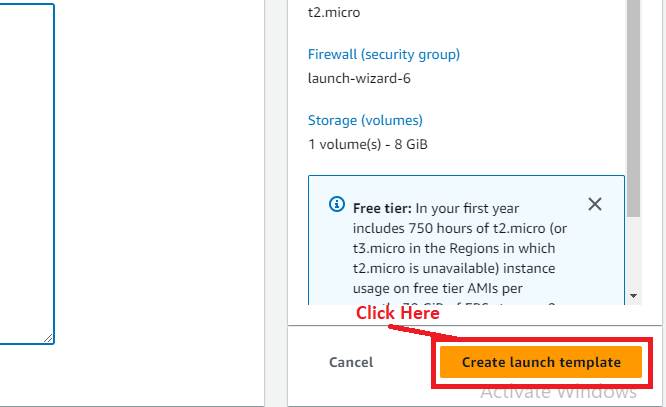 t2.micro
Firewall (security group)
launch-wizard-6
Storage (volumes)
1 volume(s) - 8 GiB
Free tier: In your first year
includes 750 hours of t2.micro (or
t3.micro in the Regions in which
t2.micro is unavailable) instance
usage on free tier AMIs per
Click Here
Cancel
Create launch template
Activate Windows